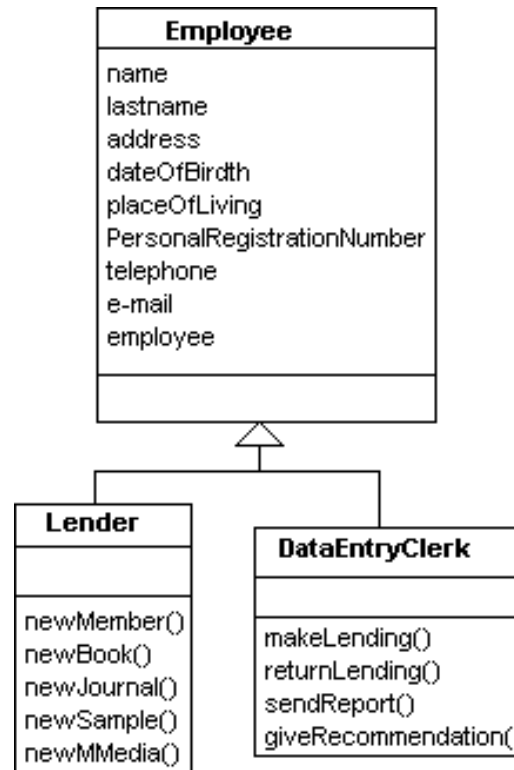 Employee
name
lastname
address
dateOfBirdth
placeOfLiving
PersonalRegistrationNumber
telephone
e-mail
employee
Lender
newMember()
newBook()
newJournal()
newSample()
newMMedia()
DataEntryClerk
makeLending()
returnLending()
sendReport()
giveRecommendation(